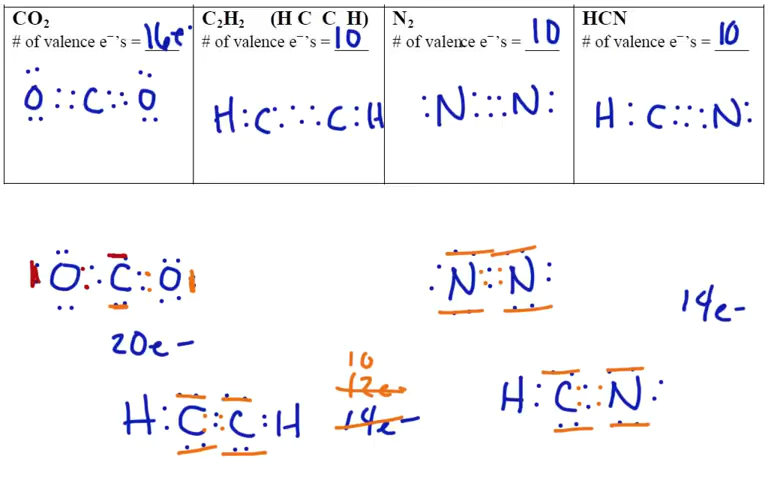 CO₂
# of valence e⁻'s = 16e⁻
:O::C::O:
C₂H₂ (H C C H)
# of valence e⁻'s = 10
H:C:::C:H
N₂
# of valence e⁻'s = 10
:N:::N:
HCN
# of valence e⁻'s = 10
H:C:::N:
:O::C::O:
20e-
:N:::N:
14e-
H:C::C:H
10
12e-
14e-
H:C:::N: